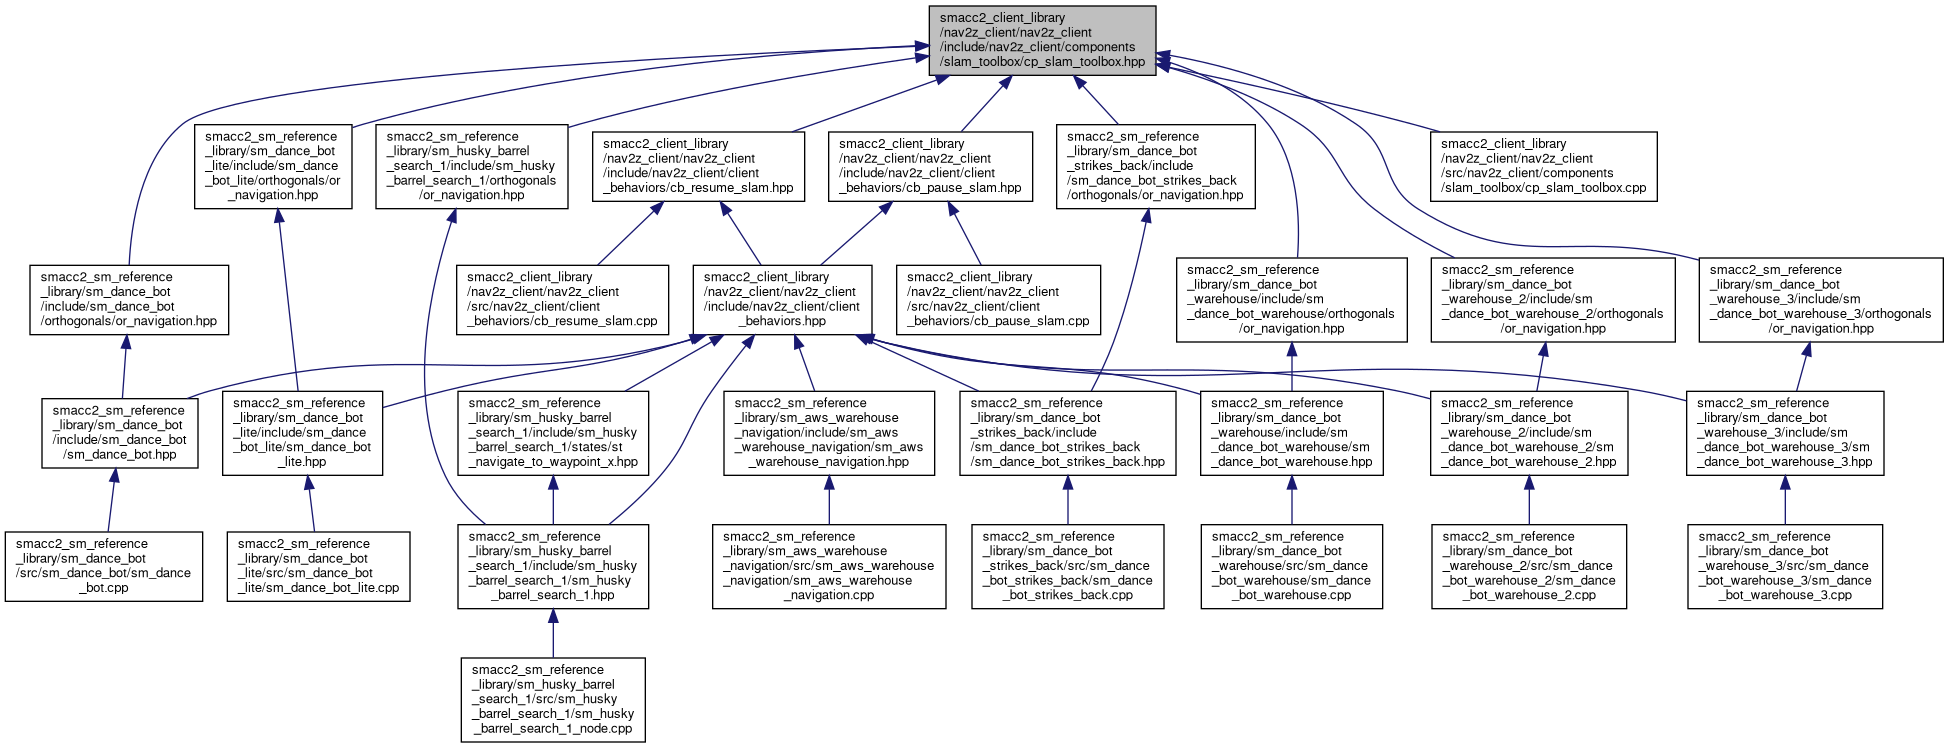 smacc2_client_library
/nav2z_client/nav2z_client
/include/nav2z_client/components
/slam_toolbox/cp_slam_toolbox.hpp
smacc2_sm_reference
_library/sm_dance_bot
_lite/include/sm_dance
_bot_lite/orthogonals/or
_navigation.hpp
smacc2_sm_reference
_library/sm_husky_barrel
_search_1/include/sm_husky
_barrel_search_1/orthogonals
/or_navigation.hpp
smacc2_client_library
/nav2z_client/nav2z_client
/include/nav2z_client/client
_behaviors/cb_resume_slam.hpp
smacc2_client_library
/nav2z_client/nav2z_client
/include/nav2z_client/client
_behaviors/cb_pause_slam.hpp
smacc2_sm_reference
_library/sm_dance_bot
_strikes_back/include
/sm_dance_bot_strikes_back
/orthogonals/or_navigation.hpp
smacc2_client_library
/nav2z_client/nav2z_client
/src/nav2z_client/components
/slam_toolbox/cp_slam_toolbox.cpp
smacc2_sm_reference
_library/sm_dance_bot
/include/sm_dance_bot
/orthogonals/or_navigation.hpp
smacc2_client_library
/nav2z_client/nav2z_client
/src/nav2z_client/client
_behaviors/cb_resume_slam.cpp
smacc2_client_library
/nav2z_client/nav2z_client
/include/nav2z_client/client
_behaviors.hpp
smacc2_client_library
/nav2z_client/nav2z_client
/src/nav2z_client/client
_behaviors/cb_pause_slam.cpp
smacc2_sm_reference
_library/sm_dance_bot
_warehouse/include/sm
_dance_bot_warehouse/orthogonals
/or_navigation.hpp
smacc2_sm_reference
_library/sm_dance_bot
_warehouse_2/include/sm
_dance_bot_warehouse_2/orthogonals
/or_navigation.hpp
smacc2_sm_reference
_library/sm_dance_bot
_warehouse_3/include/sm
_dance_bot_warehouse_3/orthogonals
/or_navigation.hpp
smacc2_sm_reference
_library/sm_dance_bot
/include/sm_dance_bot
/sm_dance_bot.hpp
smacc2_sm_reference
_library/sm_dance_bot
_lite/include/sm_dance
_bot_lite/sm_dance_bot
_lite.hpp
smacc2_sm_reference
_library/sm_husky_barrel
_search_1/include/sm_husky
_barrel_search_1/states/st
_navigate_to_waypoint_x.hpp
smacc2_sm_reference
_library/sm_aws_warehouse
_navigation/include/sm_aws
_warehouse_navigation/sm_aws
_warehouse_navigation.hpp
smacc2_sm_reference
_library/sm_dance_bot
_strikes_back/include
/sm_dance_bot_strikes_back
/sm_dance_bot_strikes_back.hpp
smacc2_sm_reference
_library/sm_dance_bot
_warehouse/include/sm
_dance_bot_warehouse/sm
_dance_bot_warehouse.hpp
smacc2_sm_reference
_library/sm_dance_bot
_warehouse_2/include/sm
_dance_bot_warehouse_2/sm
_dance_bot_warehouse_2.hpp
smacc2_sm_reference
_library/sm_dance_bot
_warehouse_3/include/sm
_dance_bot_warehouse_3/sm
_dance_bot_warehouse_3.hpp
smacc2_sm_reference
_library/sm_dance_bot
/src/sm_dance_bot/sm_dance
_bot.cpp
smacc2_sm_reference
_library/sm_dance_bot
_lite/src/sm_dance_bot
_lite/sm_dance_bot_lite.cpp
smacc2_sm_reference
_library/sm_husky_barrel
_search_1/include/sm_husky
_barrel_search_1/sm_husky
_barrel_search_1.hpp
smacc2_sm_reference
_library/sm_aws_warehouse
_navigation/src/sm_aws_warehouse
_navigation/sm_aws_warehouse
_navigation.cpp
smacc2_sm_reference
_library/sm_dance_bot
_strikes_back/src/sm_dance
_bot_strikes_back/sm_dance
_bot_strikes_back.cpp
smacc2_sm_reference
_library/sm_dance_bot
_warehouse/src/sm_dance
_bot_warehouse/sm_dance
_bot_warehouse.cpp
smacc2_sm_reference
_library/sm_dance_bot
_warehouse_2/src/sm_dance
_bot_warehouse_2/sm_dance
_bot_warehouse_2.cpp
smacc2_sm_reference
_library/sm_dance_bot
_warehouse_3/src/sm_dance
_bot_warehouse_3/sm_dance
_bot_warehouse_3.cpp
smacc2_sm_reference
_library/sm_husky_barrel
_search_1/src/sm_husky
_barrel_search_1/sm_husky
_barrel_search_1_node.cpp